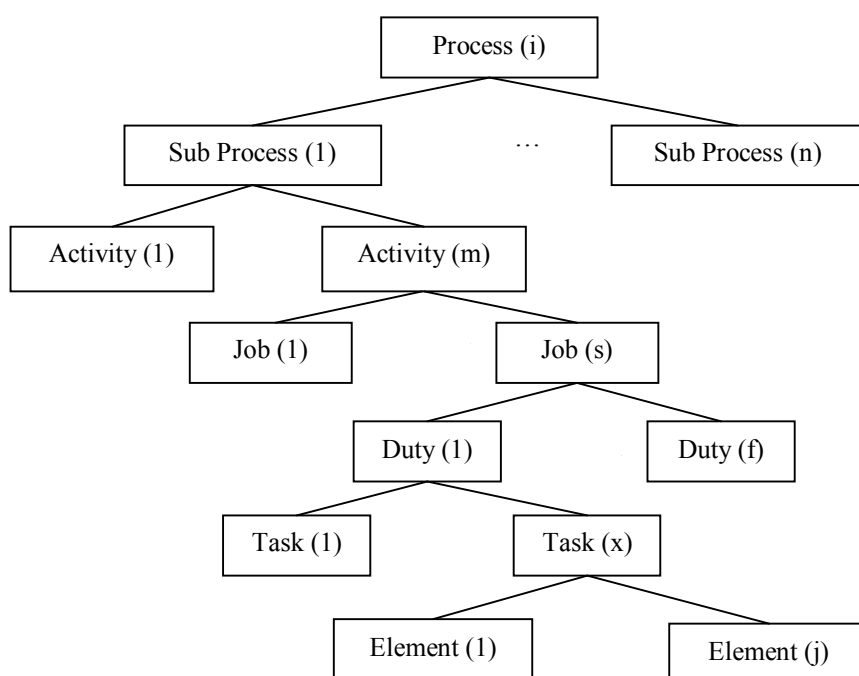 Process (i)
Sub Process (1)
...
Sub Process (n)
Activity (1)
Activity (m)
Job (1)
Job (s)
Duty (1)
Duty (f)
Task (1)
Task (x)
Element (1)
Element (j)